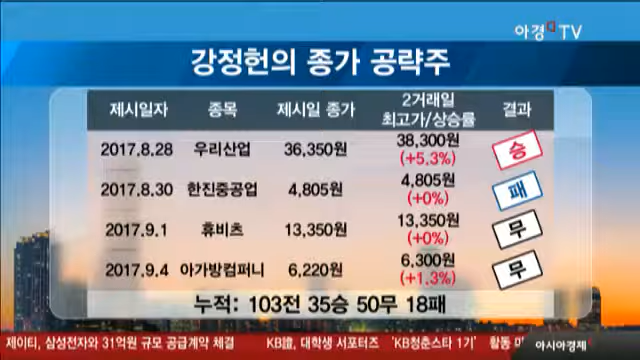 아경 TV
강정헌의 종가 공략주
제시일자 종목 제시일 종가 2거래일 최고가/상승률 결과
2017.8.28 우리산업 36,350원 38,300원 (+5.3%) 승
2017.8.30 한진중공업 4,805원 4,805원 (+0%) 패
2017.9.1 휴비츠 13,350원 13,350원 (+0%) 무
2017.9.4 아가방컴퍼니 6,220원 6,300원 (+1.3%) 무
누적: 103전 35승 50무 18패
제이티, 삼성전자와 31억원 규모 공급계약 체결 KB證, 대학생 서포터즈 'KB청춘스타 1기' 활동 아시아경제